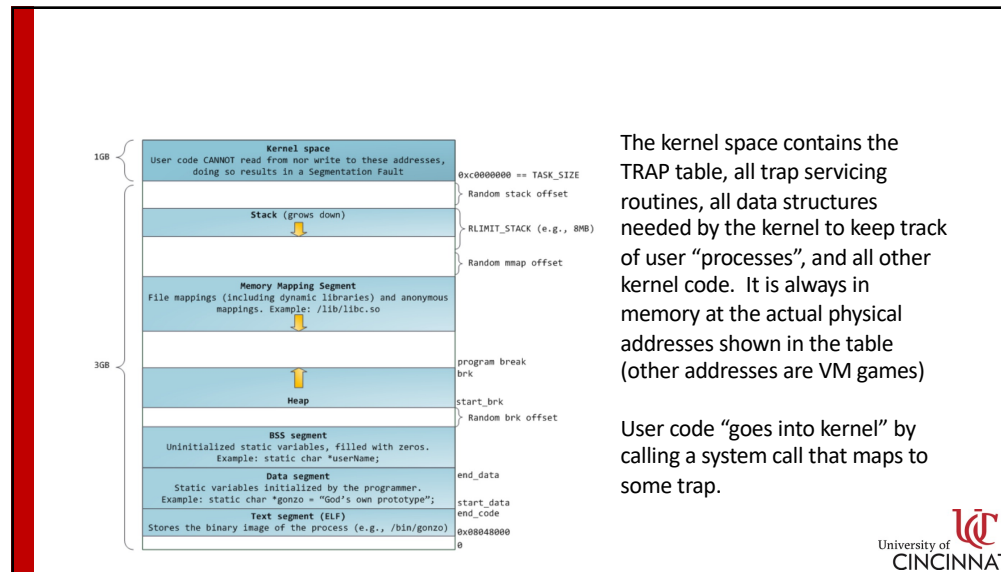 1GB
Kernel space
User code CANNOT read from nor write to these addresses,
doing so results in a Segmentation Fault
0xc0000000 == TASK_SIZE
Random stack offset
Stack (grows down)
RLIMIT_STACK (e.g., 8MB)
Random mmap offset
Memory Mapping Segment
File mappings (including dynamic libraries) and anonymous
mappings. Example: /lib/libc.so
3GB
program break
brk
Heap
start_brk
Random brk offset
BSS segment
Uninitialized static variables, filled with zeros.
Example: static char *userName;
Data segment
Static variables initialized by the programmer.
Example: static char *gonzo = "God's own prototype";
end_data
start_data
Text segment (ELF)
Stores the binary image of the process (e.g., /bin/gonzo)
end_code
0x08048000
0
The kernel space contains the
TRAP table, all trap servicing
routines, all data structures
needed by the kernel to keep track
of user “processes”, and all other
kernel code.  It is always in
memory at the actual physical
addresses shown in the table
(other addresses are VM games)
User code “goes into kernel” by
calling a system call that maps to
some trap.
UC
University of
CINCINNAT